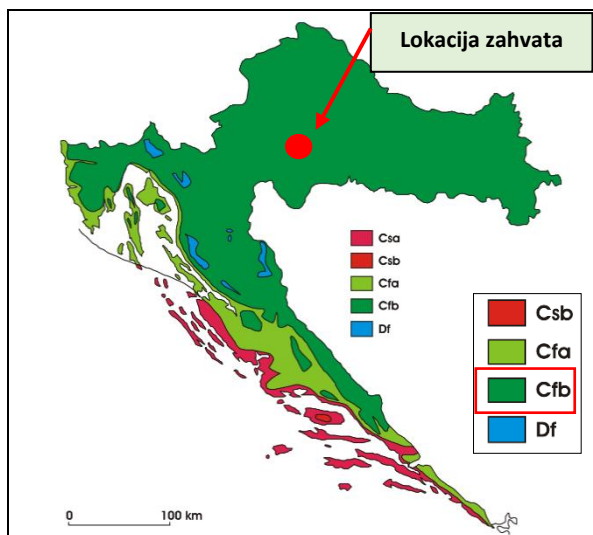 Lokacija zahvata
Csa
Csb
Cfa
Cfb
Df
Csb
Cfa
Cfb
Df
0 100 km